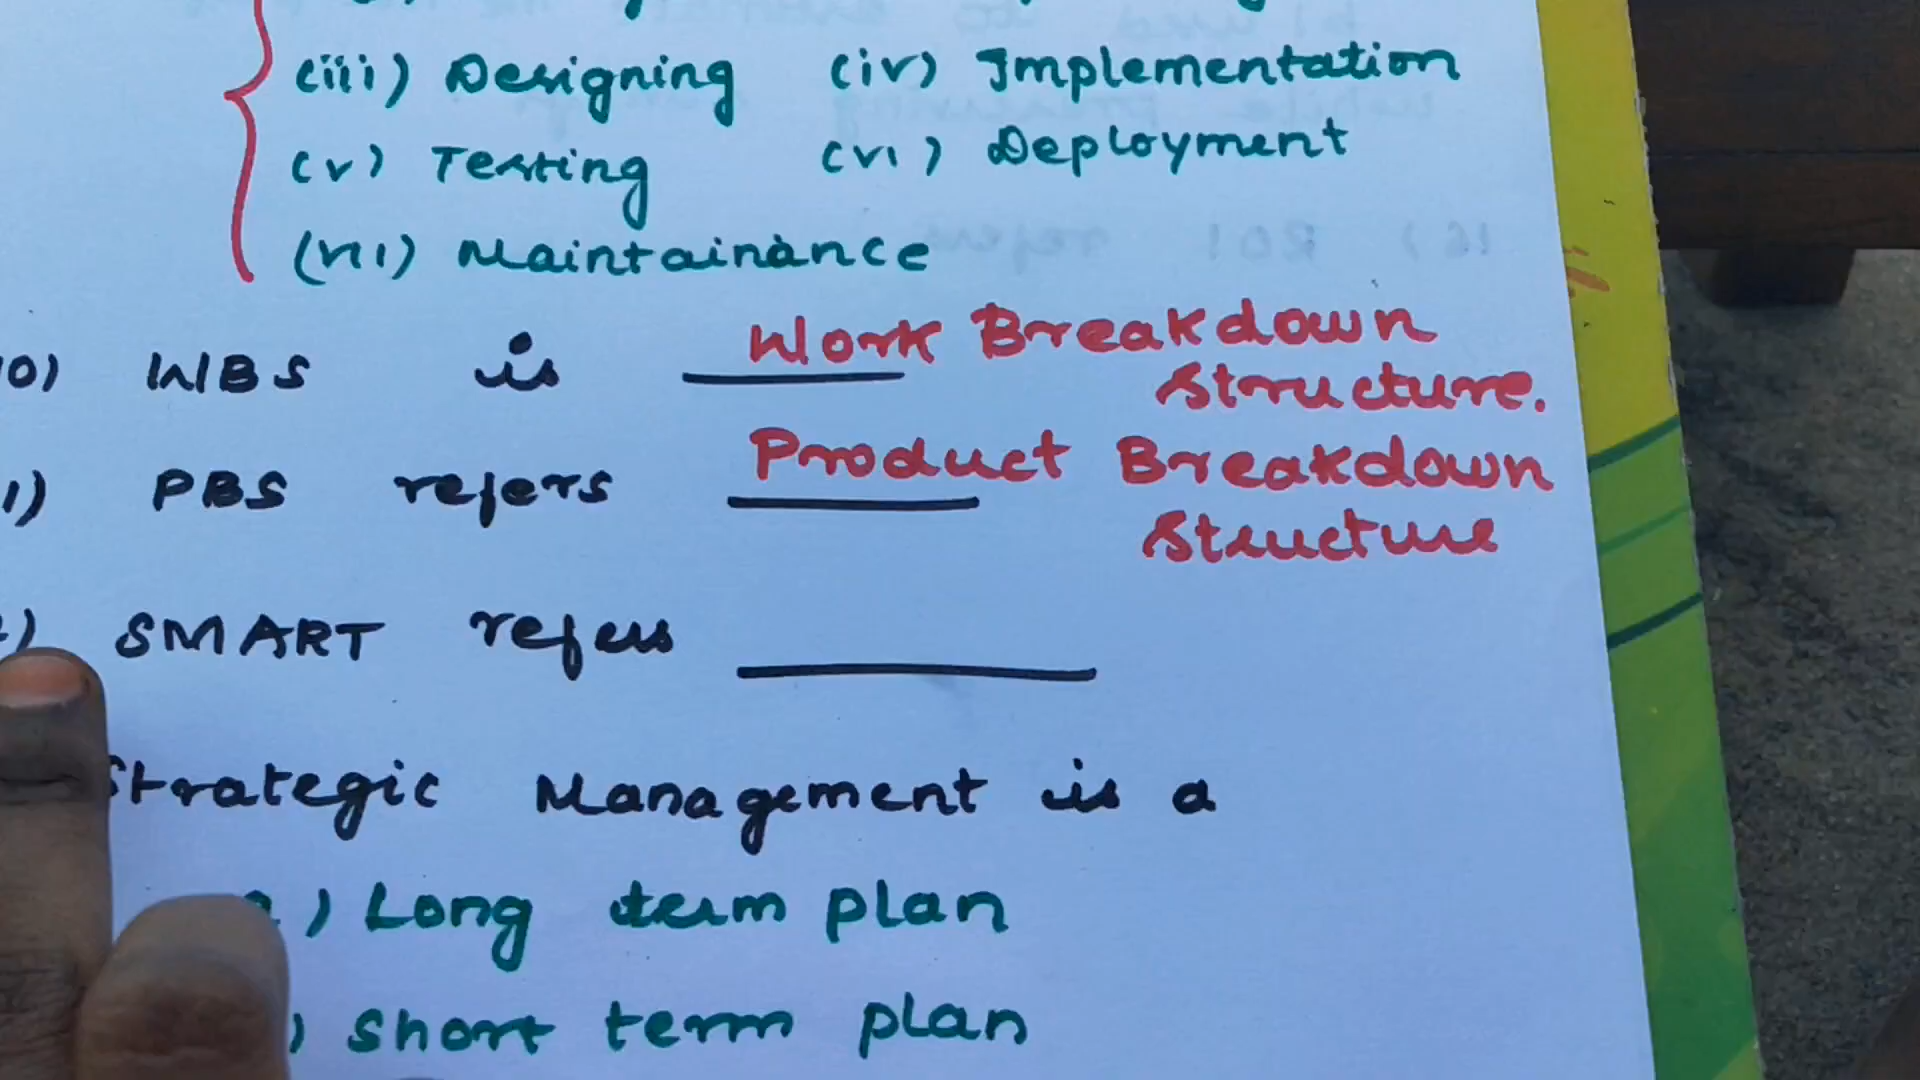 (iii) Designing (iv) Implementation
(v) Testing (vi) Deployment
(vii) Maintainance
0) WBS is Work Breakdown
Structure.
1) PBS refers Product Breakdown
Structure
) SMART refers
Strategic Management is a
) Long term plan
) Short term plan